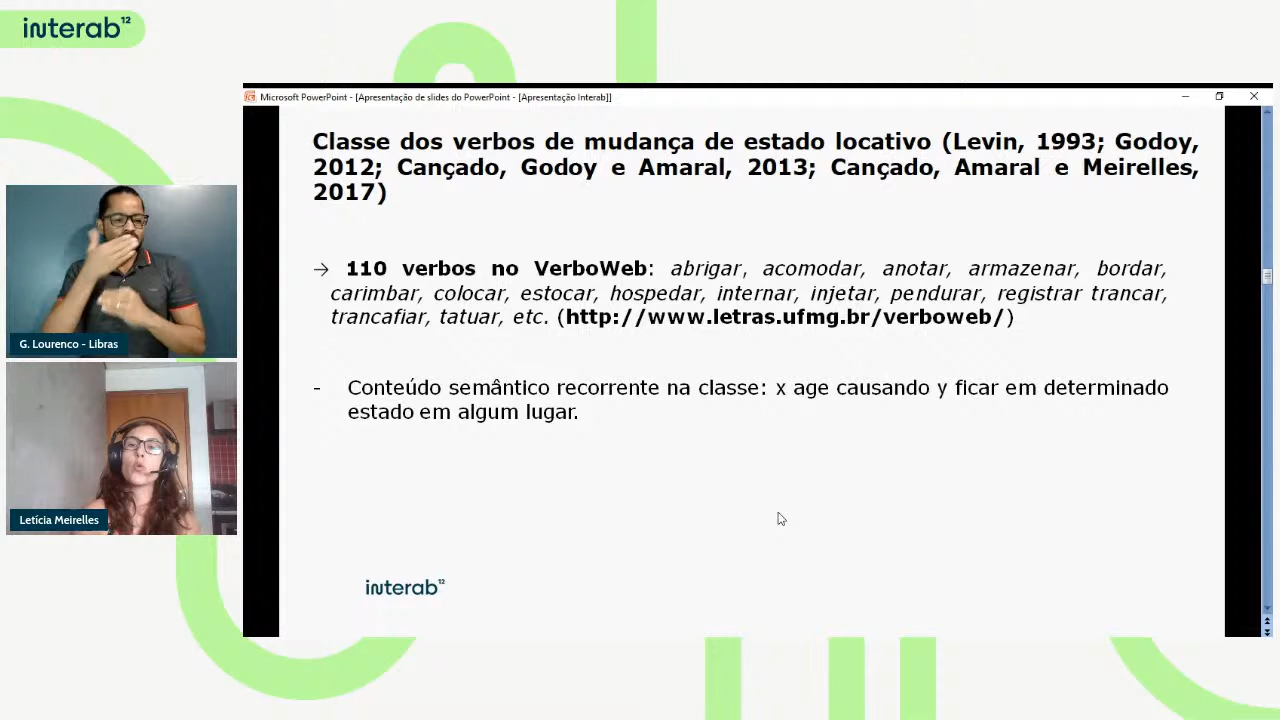 interab¹²
Microsoft PowerPoint - [Apresentação de slides do PowerPoint - [Apresentação Interab]]
Classe dos verbos de mudança de estado locativo (Levin, 1993; Godoy,
2012; Cançado, Godoy e Amaral, 2013; Cançado, Amaral e Meirelles,
2017)
→ 110 verbos no VerboWeb: abrigar, acomodar, anotar, armazenar, bordar,
carimbar, colocar, estocar, hospedar, internar, injetar, pendurar, registrar trancar,
trancafiar, tatuar, etc. (http://www.letras.ufmg.br/verboweb/)
- Conteúdo semântico recorrente na classe: x age causando y ficar em determinado
estado em algum lugar.
interab¹²
G. Lourenco - Libras
Letícia Meirelles